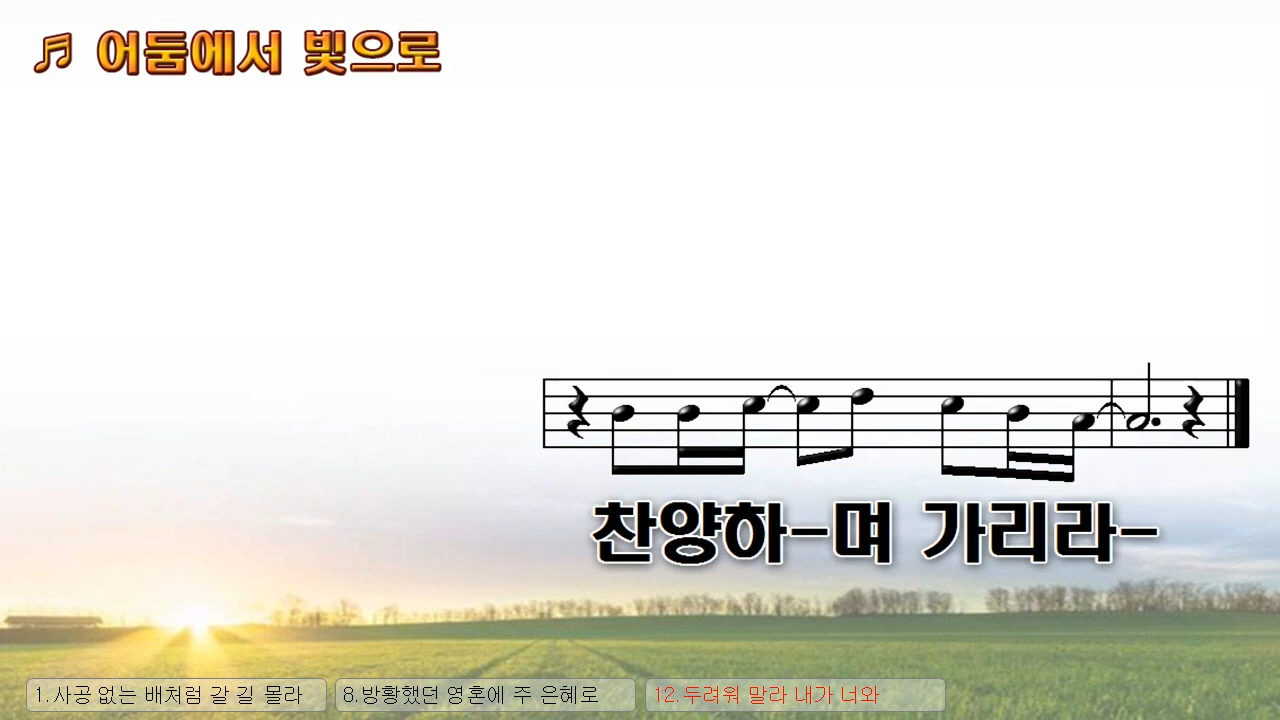 ♬ 어둠에서 빛으로
찬양하-며 가리라-
1.사공 없는 배처럼 갈 길 몰라
8.방황했던 영혼에 주 은혜로
12.두려워 말라 내가 너와